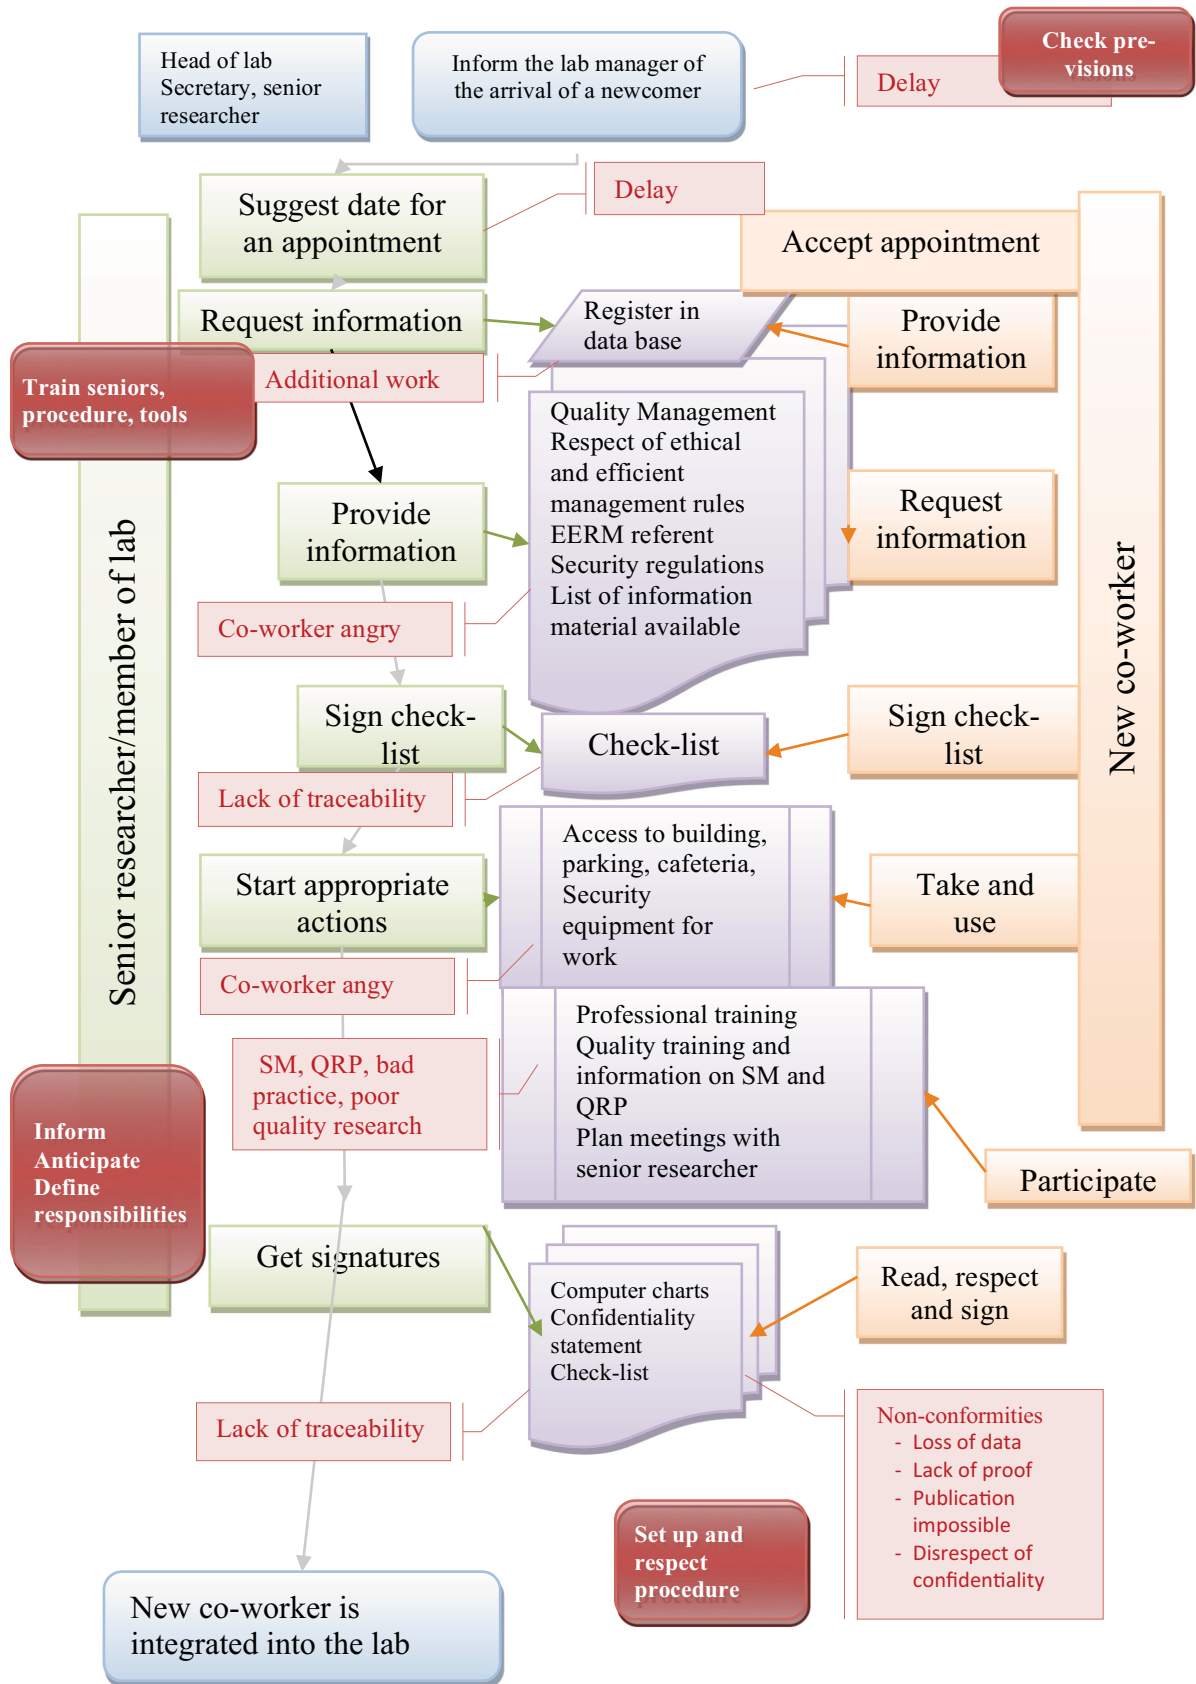 Head of lab
Secretary, senior
researcher
Inform the lab manager of
the arrival of a newcomer
Delay
Check pre-
visions
Suggest date for
an appointment
Delay
Accept appointment
Request information
Register in
data base
Provide
information
Train seniors,
procedure, tools
Additional work
Quality Management
Respect of ethical
and efficient
management rules
EERM referent
Security regulations
List of information
material available
Provide
information
Request
information
Co-worker angry
Senior researcher/member of lab
New co-worker
Sign check-
list
Check-list
Sign check-
list
Lack of traceability
Start appropriate
actions
Access to building,
parking, cafeteria,
Security
equipment for
work
Take and
use
Co-worker angy
SM, QRP, bad
practice, poor
quality research
Professional training
Quality training and
information on SM and
QRP
Plan meetings with
senior researcher
Participate
Inform
Anticipate
Define
responsibilities
Get signatures
Computer charts
Confidentiality
statement
Check-list
Read, respect
and sign
Lack of traceability
Non-conformities
- Loss of data
- Lack of proof
- Publication
impossible
- Disrespect of
confidentiality
Set up and
respect
procedure
New co-worker is
integrated into the lab